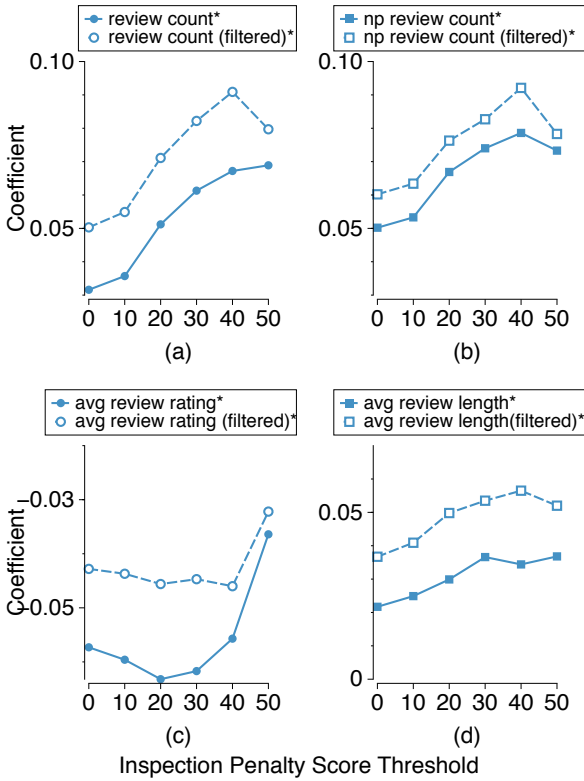 review count*
review count (filtered)*
np review count*
np review count (filtered)*
0.10
0.05
Coefficient
0 10 20 30 40 50
(a)
0.10
0.05
0 10 20 30 40 50
(b)
avg review rating*
avg review rating (filtered)*
avg review length*
avg review length(filtered)*
−0.03
−0.05
Coefficient
0 10 20 30 40 50
(c)
0.05
0
0 10 20 30 40 50
(d)
Inspection Penalty Score Threshold